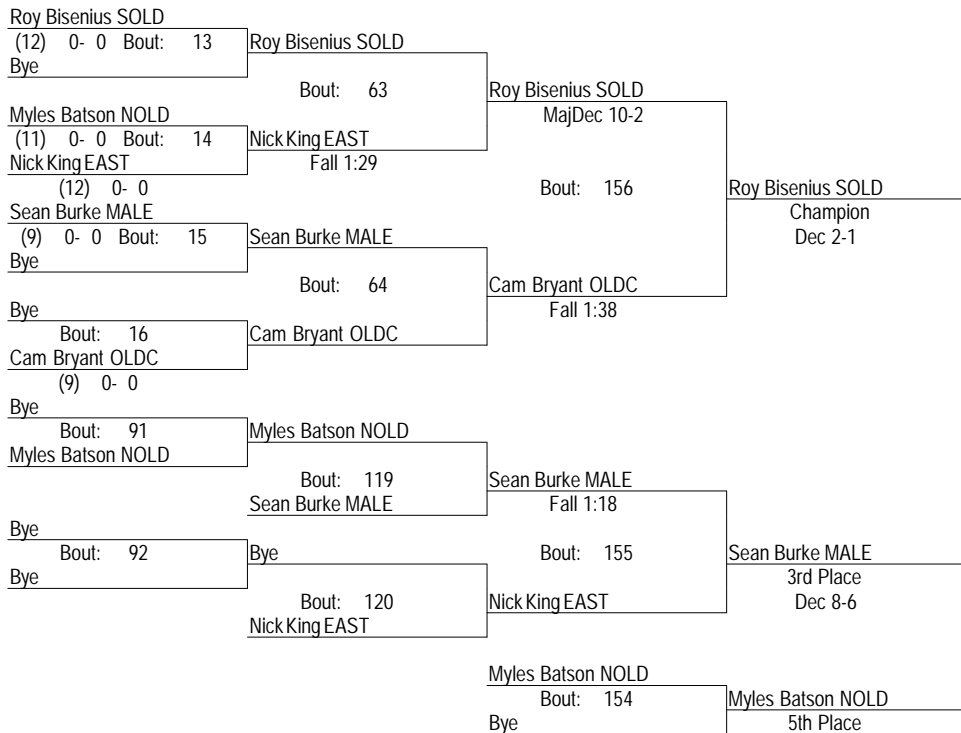 Roy Bisenius SOLD
(12) 0- 0 Bout: 13 Roy Bisenius SOLD
Bye
Bout: 63 Roy Bisenius SOLD
Myles Batson NOLD MajDec 10-2
(11) 0- 0 Bout: 14 Nick King EAST
Nick King EAST Fall 1:29
(12) 0- 0 Bout: 156 Roy Bisenius SOLD
Sean Burke MALE Champion
(9) 0- 0 Bout: 15 Sean Burke MALE Dec 2-1
Bye
Bout: 64 Cam Bryant OLDC
Bye Fall 1:38
Bout: 16 Cam Bryant OLDC
Cam Bryant OLDC
(9) 0- 0
Bye
Bout: 91 Myles Batson NOLD
Myles Batson NOLD
Bout: 119 Sean Burke MALE
Sean Burke MALE Fall 1:18
Bye
Bout: 92 Bye Bout: 155 Sean Burke MALE
Bye 3rd Place
Bout: 120 Nick King EAST Dec 8-6
Nick King EAST
Myles Batson NOLD
Bout: 154 Myles Batson NOLD
Bye 5th Place